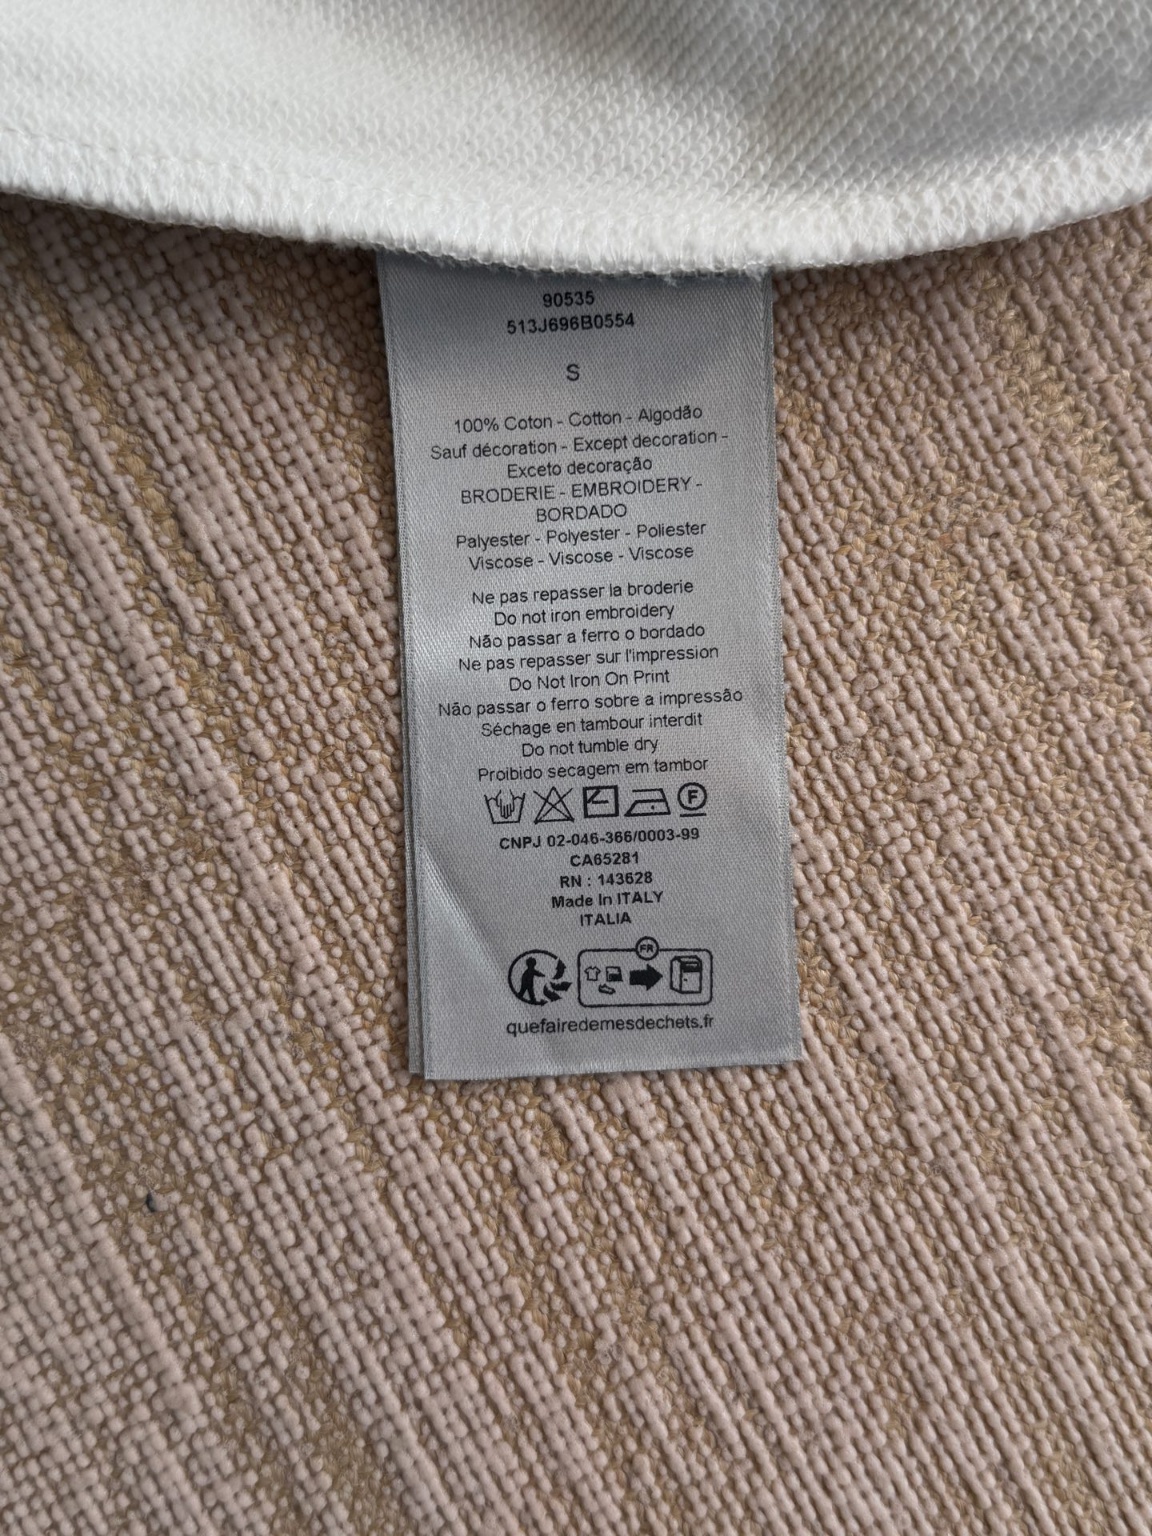 90535
513J696B0554
S
100% Coton - Cotton - Algodão
Sauf décoration - Except decoration -
Exceto decoração
BRODERIE - EMBROIDERY -
BORDADO
Palyester - Polyester - Poliester
Viscose - Viscose - Viscose
Ne pas repasser la broderie
Do not iron embroidery
Não passar a ferro o bordado
Ne pas repasser sur l'impression
Do Not Iron On Print
Não passar o ferro sobre a impressão
Séchage en tambour interdit
Do not tumble dry
Proibido secagem em tambor
F
CNPJ 02-046-366/0003-99
CA65281
RN : 143628
Made In ITALY
ITALIA
FR
quefairedemesdechets.fr